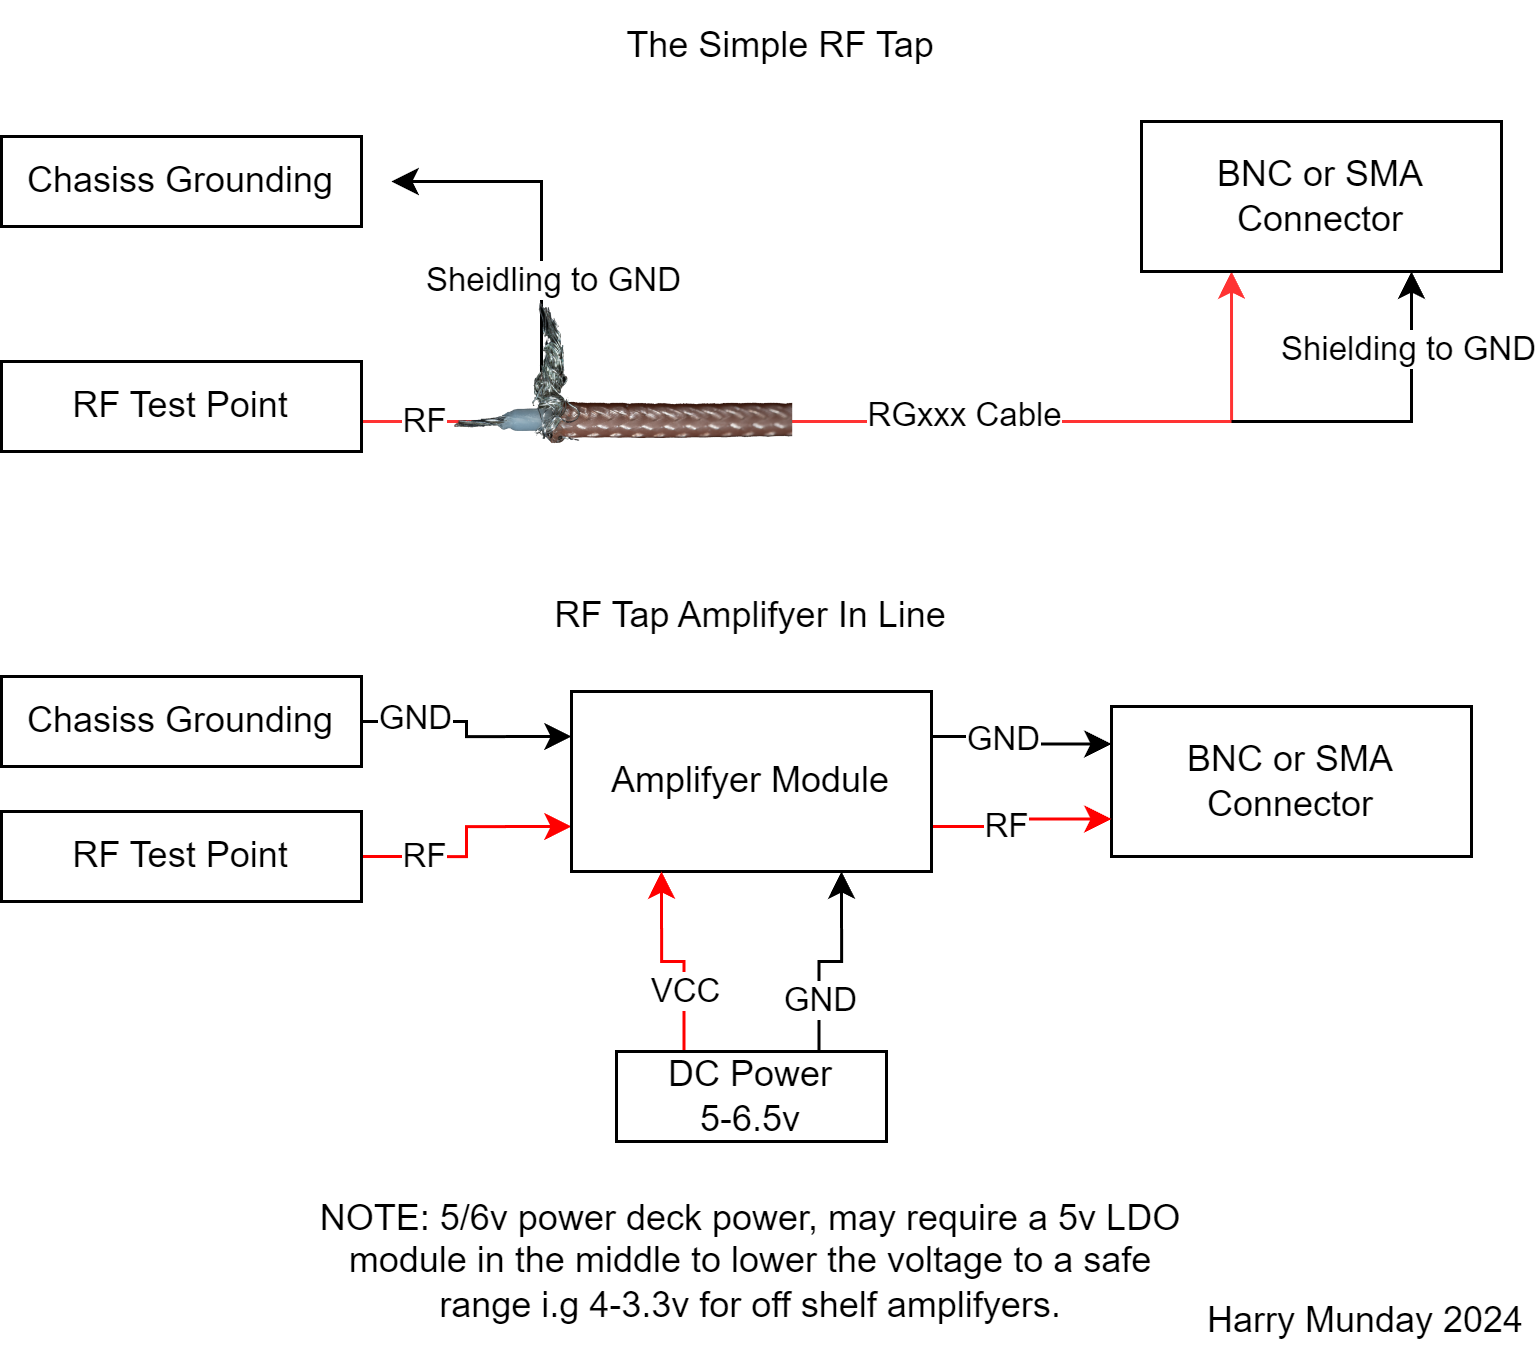 The Simple RF Tap
Chasiss Grounding
BNC or SMA
Connector
Sheidling to GND
Shielding to GND
RF Test Point
RF
RGxxx Cable
RF Tap Amplifyer In Line
Chasiss Grounding
GND
Amplifyer Module
GND
BNC or SMA
Connector
RF Test Point
RF
RF
VCC
GND
DC Power
5-6.5v
NOTE: 5/6v power deck power, may require a 5v LDO
module in the middle to lower the voltage to a safe
range i.g 4-3.3v for off shelf amplifyers.
Harry Munday 2024